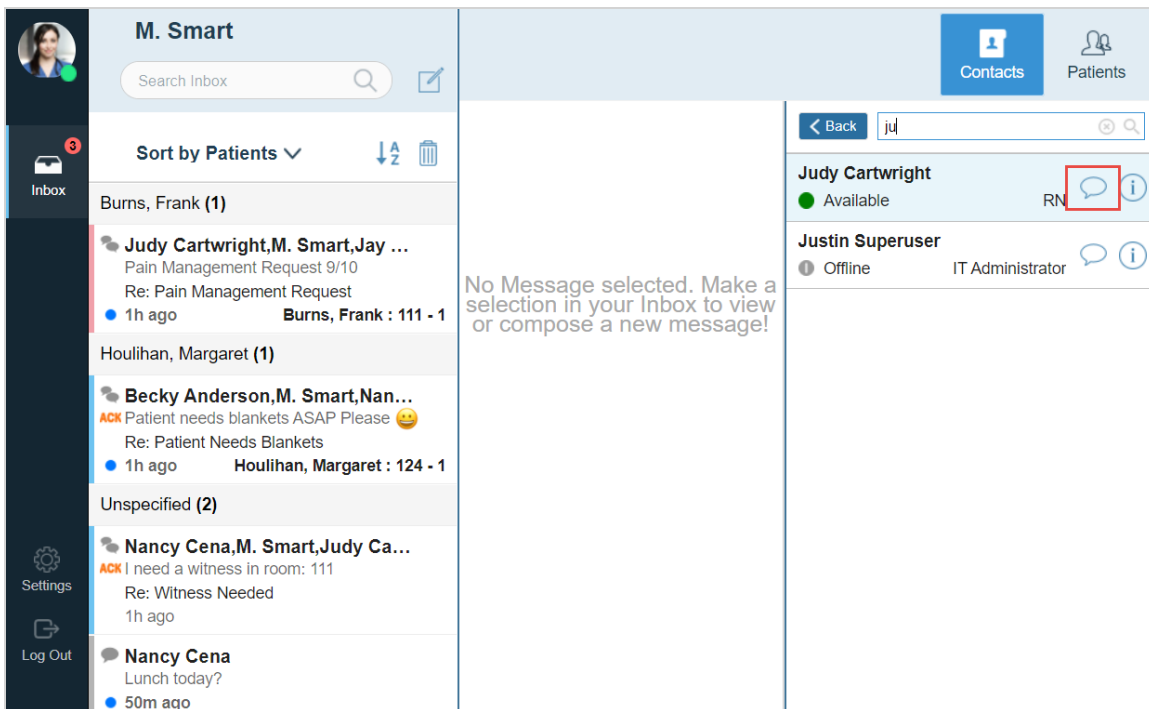 M. Smart
Search Inbox
Contacts
Patients
3
Inbox
Settings
Log Out
Sort by Patients
A
Z
Burns, Frank (1)
Judy Cartwright,M. Smart,Jay ...
Pain Management Request 9/10
Re: Pain Management Request
1h ago Burns, Frank : 111 - 1
Houlihan, Margaret (1)
Becky Anderson,M. Smart,Nan...
ACK Patient needs blankets ASAP Please 😀
Re: Patient Needs Blankets
1h ago Houlihan, Margaret : 124 - 1
Unspecified (2)
Nancy Cena,M. Smart,Judy Ca...
ACK I need a witness in room: 111
Re: Witness Needed
1h ago
Nancy Cena
Lunch today?
50m ago
No Message selected. Make a
selection in your Inbox to view
or compose a new message!
Back ju
Judy Cartwright
Available RN
Justin Superuser
Offline IT Administrator